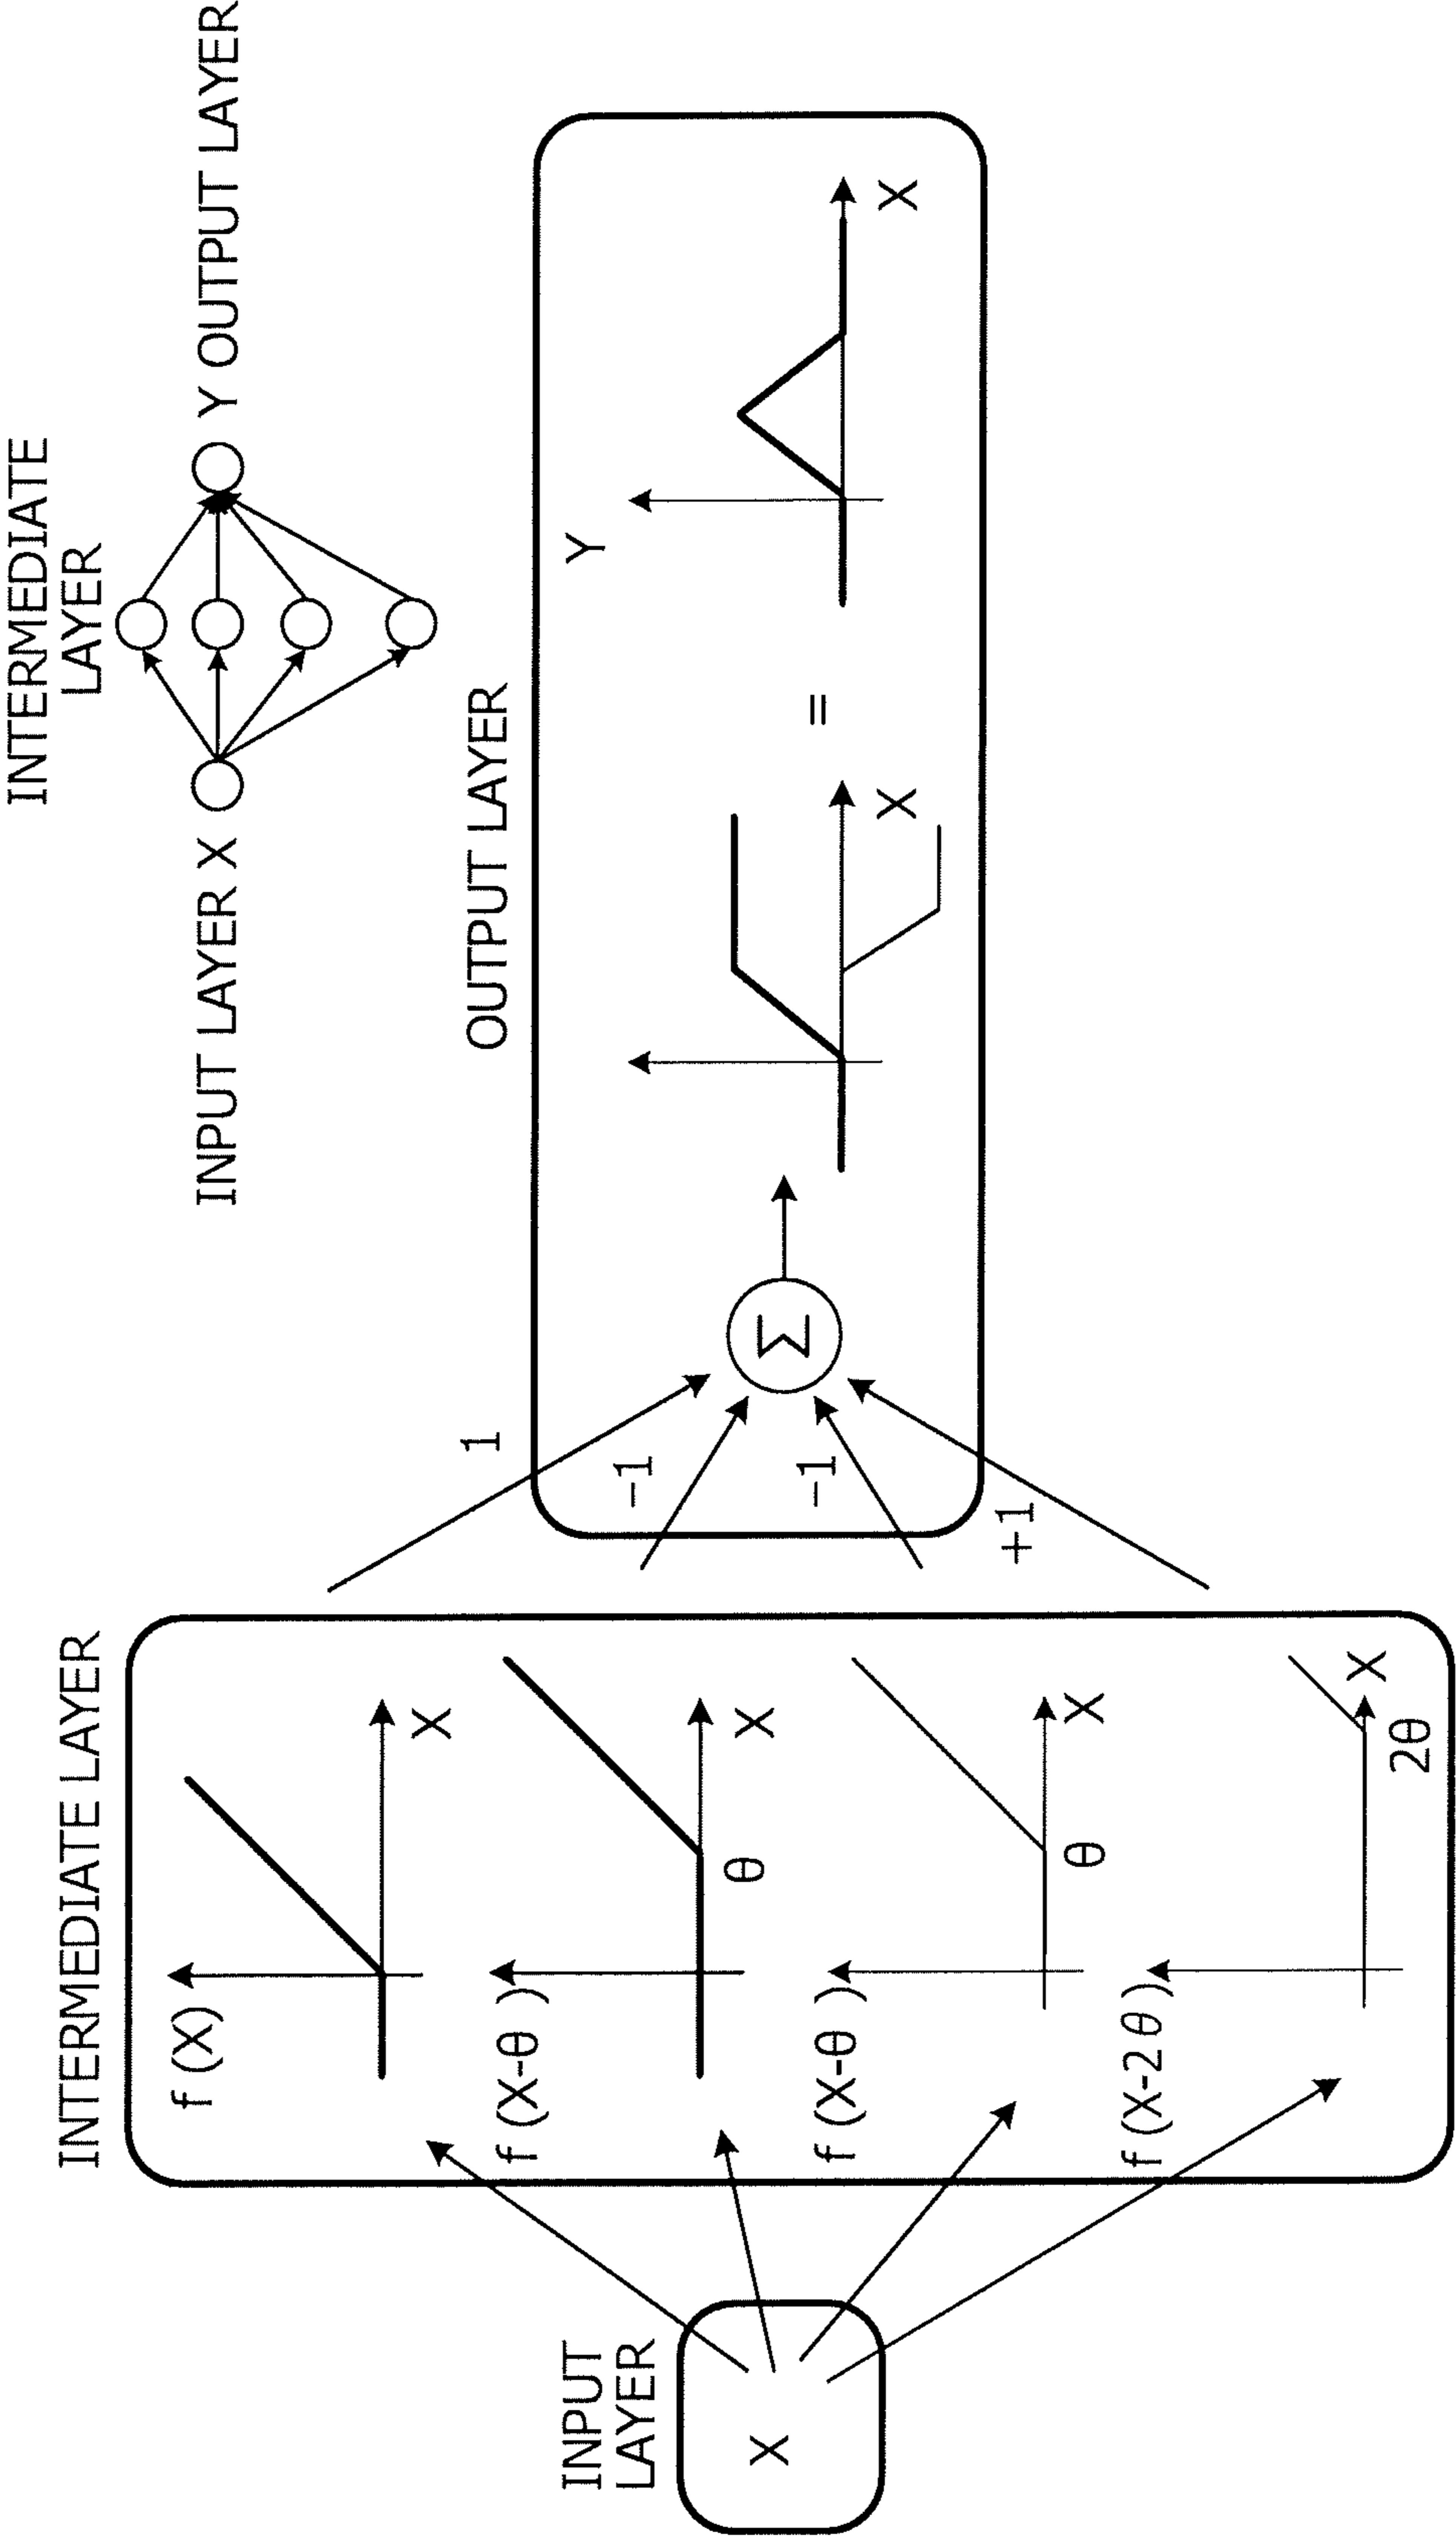 INTERMEDIATE
LAYER
INPUT LAYER X
Y OUTPUT LAYER
INPUT
LAYER
X
INTERMEDIATE LAYER
f (X)
X
f (X-θ )
θ
X
f (X-θ )
θ
X
f (X-2θ )
2θ
X
1
-1
-1
+1
OUTPUT LAYER
Σ
X
=
Y
X